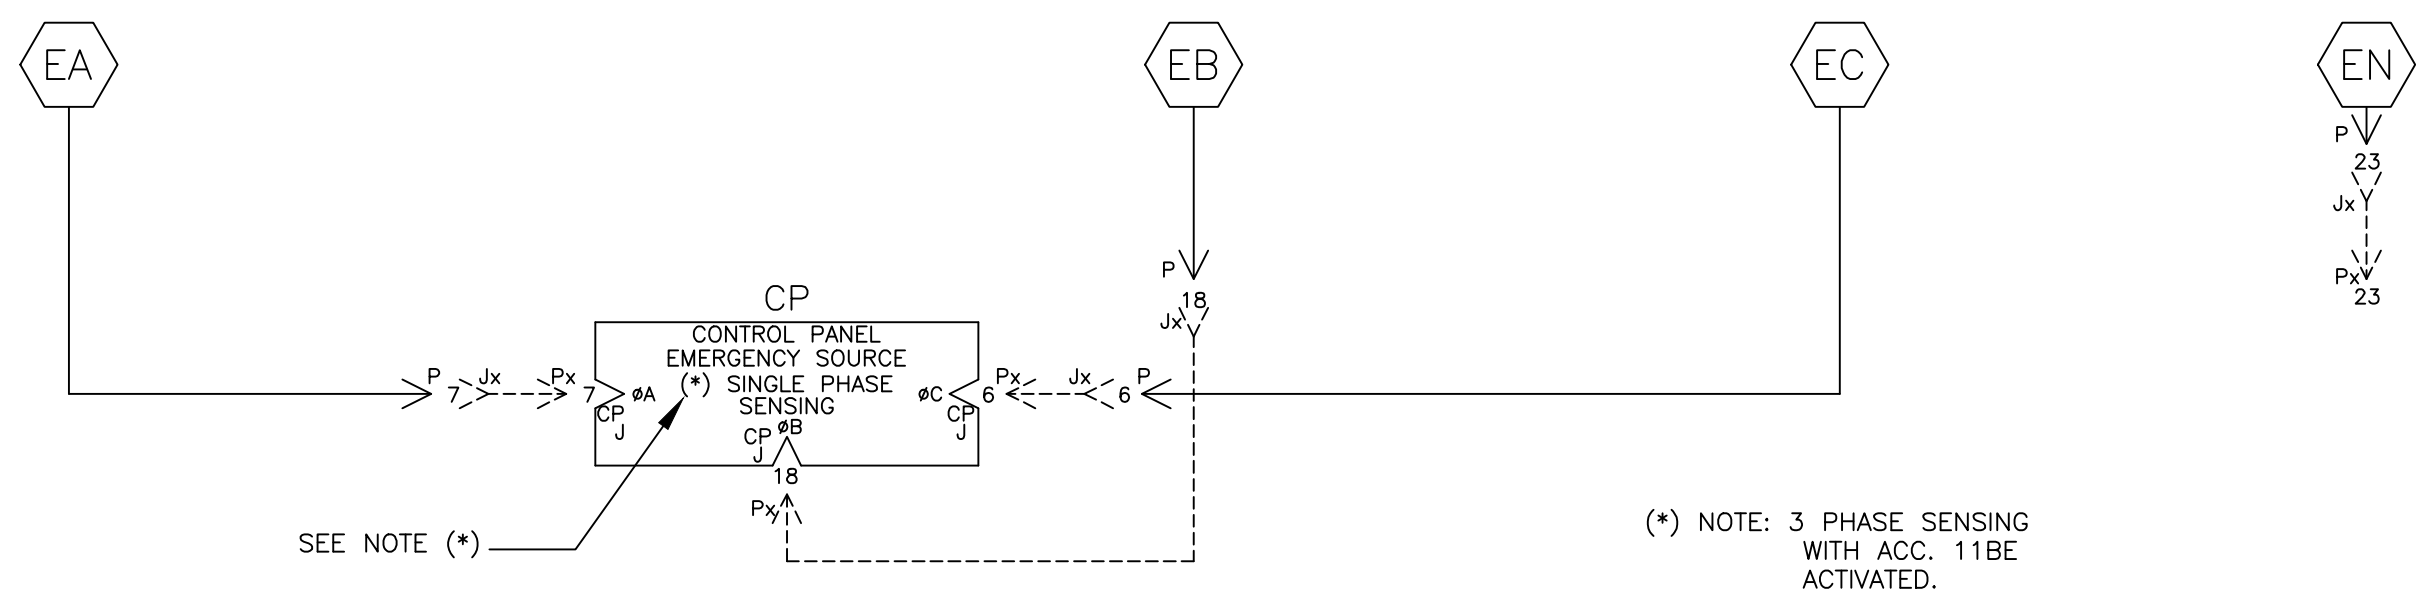 EA
EB
EC
EN
P
23
Jx
Px
23
P
18
Jx
CP
CONTROL PANEL
EMERGENCY SOURCE
(*) SINGLE PHASE
SENSING
P
7
Jx
Px
7
øA
CP
J
øC
6
CP
J
Px
Jx
6
P
CP
J
øB
18
Px
SEE NOTE (*)
(*) NOTE: 3 PHASE SENSING
WITH ACC. 11BE
ACTIVATED.